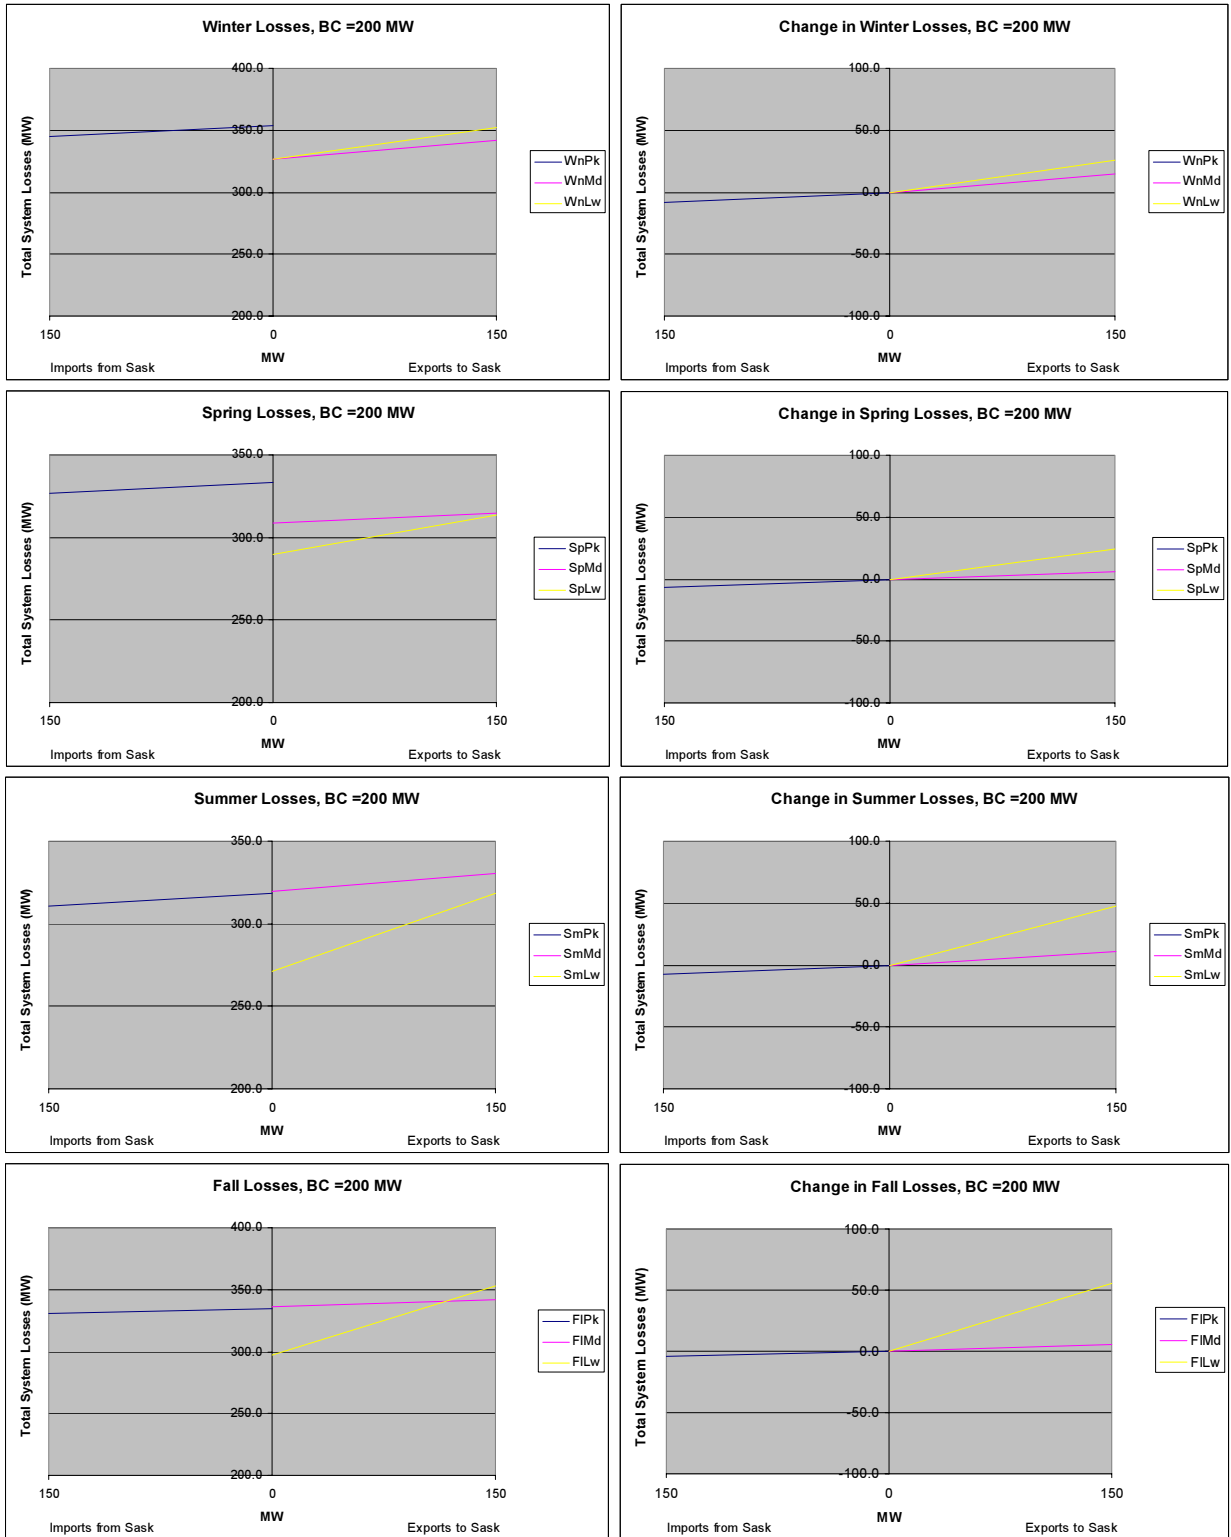 Winter Losses, BC =200 MW
400.0
350.0
300.0
250.0
200.0
Total System Losses (MW)
150
0
150
MW
Imports from Sask
Exports to Sask
WnPk
WnMd
WnLw
Change in Winter Losses, BC =200 MW
100.0
50.0
0.0
-50.0
-100.0
Total System Losses (MW)
150
0
150
MW
Imports from Sask
Exports to Sask
WnPk
WnMd
WnLw
Spring Losses, BC =200 MW
350.0
300.0
250.0
200.0
Total System Losses (MW)
150
0
150
MW
Imports from Sask
Exports to Sask
SpPk
SpMd
SpLw
Change in Spring Losses, BC =200 MW
100.0
50.0
0.0
-50.0
-100.0
Total System Losses (MW)
150
0
150
MW
Imports from Sask
Exports to Sask
SpPk
SpMd
SpLw
Summer Losses, BC =200 MW
350.0
300.0
250.0
200.0
Total System Losses (MW)
150
0
150
MW
Imports from Sask
Exports to Sask
SmPk
SmMd
SmLw
Change in Summer Losses, BC =200 MW
100.0
50.0
0.0
-50.0
-100.0
Total System Losses (MW)
150
0
150
MW
Imports from Sask
Exports to Sask
SmPk
SmMd
SmLw
Fall Losses, BC =200 MW
400.0
350.0
300.0
250.0
200.0
Total System Losses (MW)
150
0
150
MW
Imports from Sask
Exports to Sask
FlPk
FlMd
FlLw
Change in Fall Losses, BC =200 MW
100.0
50.0
0.0
-50.0
-100.0
Total System Losses (MW)
150
0
150
MW
Imports from Sask
Exports to Sask
FlPk
FlMd
FlLw